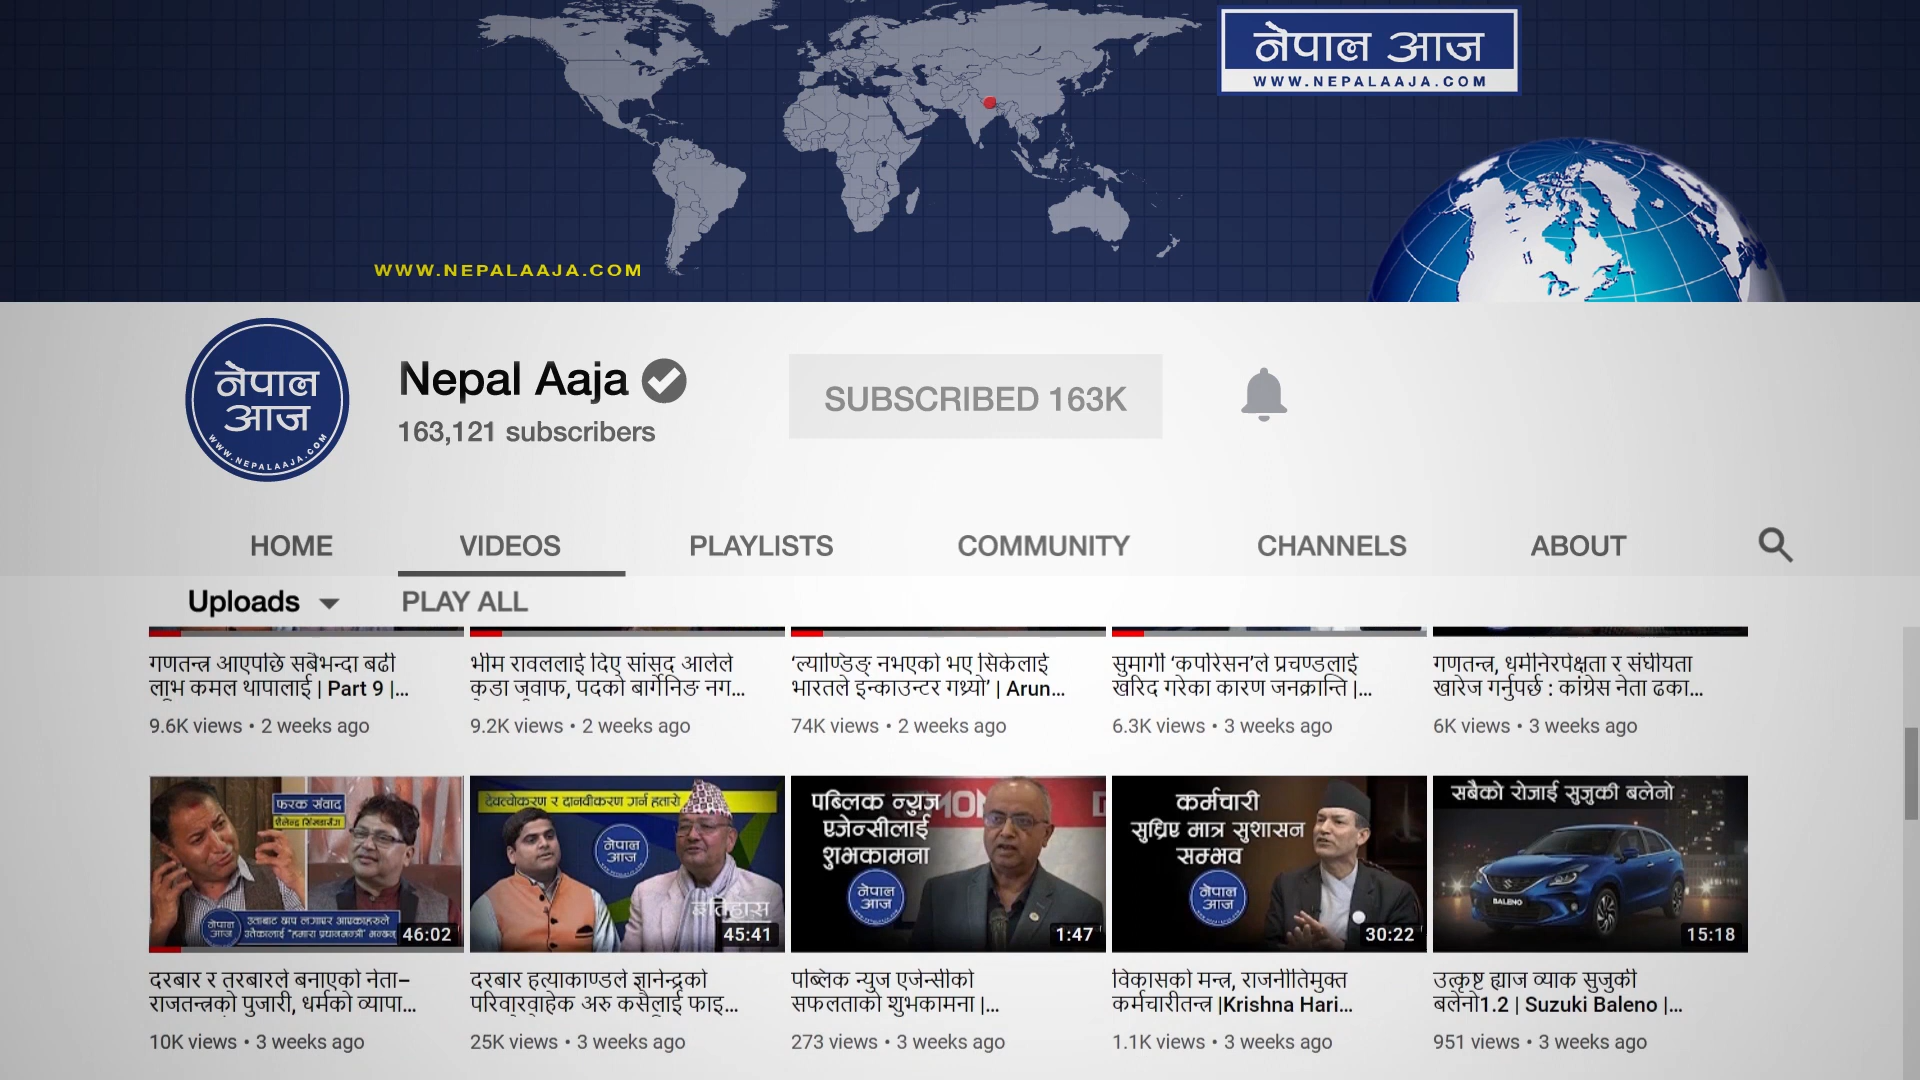 नेपाल आज
WWW.NEPALAAJA.COM
WWW.NEPALAAJA.COM
नेपाल
आज
WWW.NEPALAAJA.COM
Nepal Aaja
163,121 subscribers
SUBSCRIBED 163K
HOME VIDEOS PLAYLISTS COMMUNITY CHANNELS ABOUT
Uploads PLAY ALL
गणतन्त्र आएपछि सबैभन्दा बढी
लाभ कमल थापालाई | Part 9 |...
9.6K views • 2 weeks ago
भीम रावललाई दिए सांसद आलेले
कडा जवाफ, पदको बार्गेनिङ नग...
9.2K views • 2 weeks ago
‘ल्याण्डिङ् नभएको भए सिकेलाई
भारतले इन्काउन्टर गथ्र्यो’ | Arun...
74K views • 2 weeks ago
सुमार्गी ‘कर्पोरेसन’ले प्रचण्डलाई
खरिद गरेका कारण जनक्रान्ति |...
6.3K views • 3 weeks ago
गणतन्त्र, धर्मनिरपेक्षता र संघीयता
खारेज गर्नुपर्छ : कांग्रेस नेता ढका...
6K views • 3 weeks ago
फरक संवाद
नेपाल
आज
46:02
दरबार र तरबारले बनाएको नेता–
राजतन्त्रको पुजारी, धर्मको व्यापा...
10K views • 3 weeks ago
देवत्वोकरण र दानवीकरण गर्न हतारो
नेपाल
आज
इतिहास
45:41
दरबार हत्याकाण्डले ज्ञानेन्द्रको
परिवारवाहेक अरु कसैलाई फाइ...
25K views • 3 weeks ago
पब्लिक न्युज
एजेन्सीलाई
शुभकामना
नेपाल
आज
1:47
पब्लिक न्युज एजेन्सीको
सफलताको शुभकामना |...
273 views • 3 weeks ago
कर्मचारी
सुध्रिए मात्र सुशासन
सम्भव
नेपाल
आज
30:22
विकासको मन्त्र, राजनीतिमुक्त
कर्मचारीतन्त्र |Krishna Hari...
1.1K views • 3 weeks ago
सबैको रोजाई सुजुकी बलेनो
BALENO
15:18
उत्कृष्ट ह्याज व्याक सुजुकी
बलेनो1.2 | Suzuki Baleno |...
951 views • 3 weeks ago